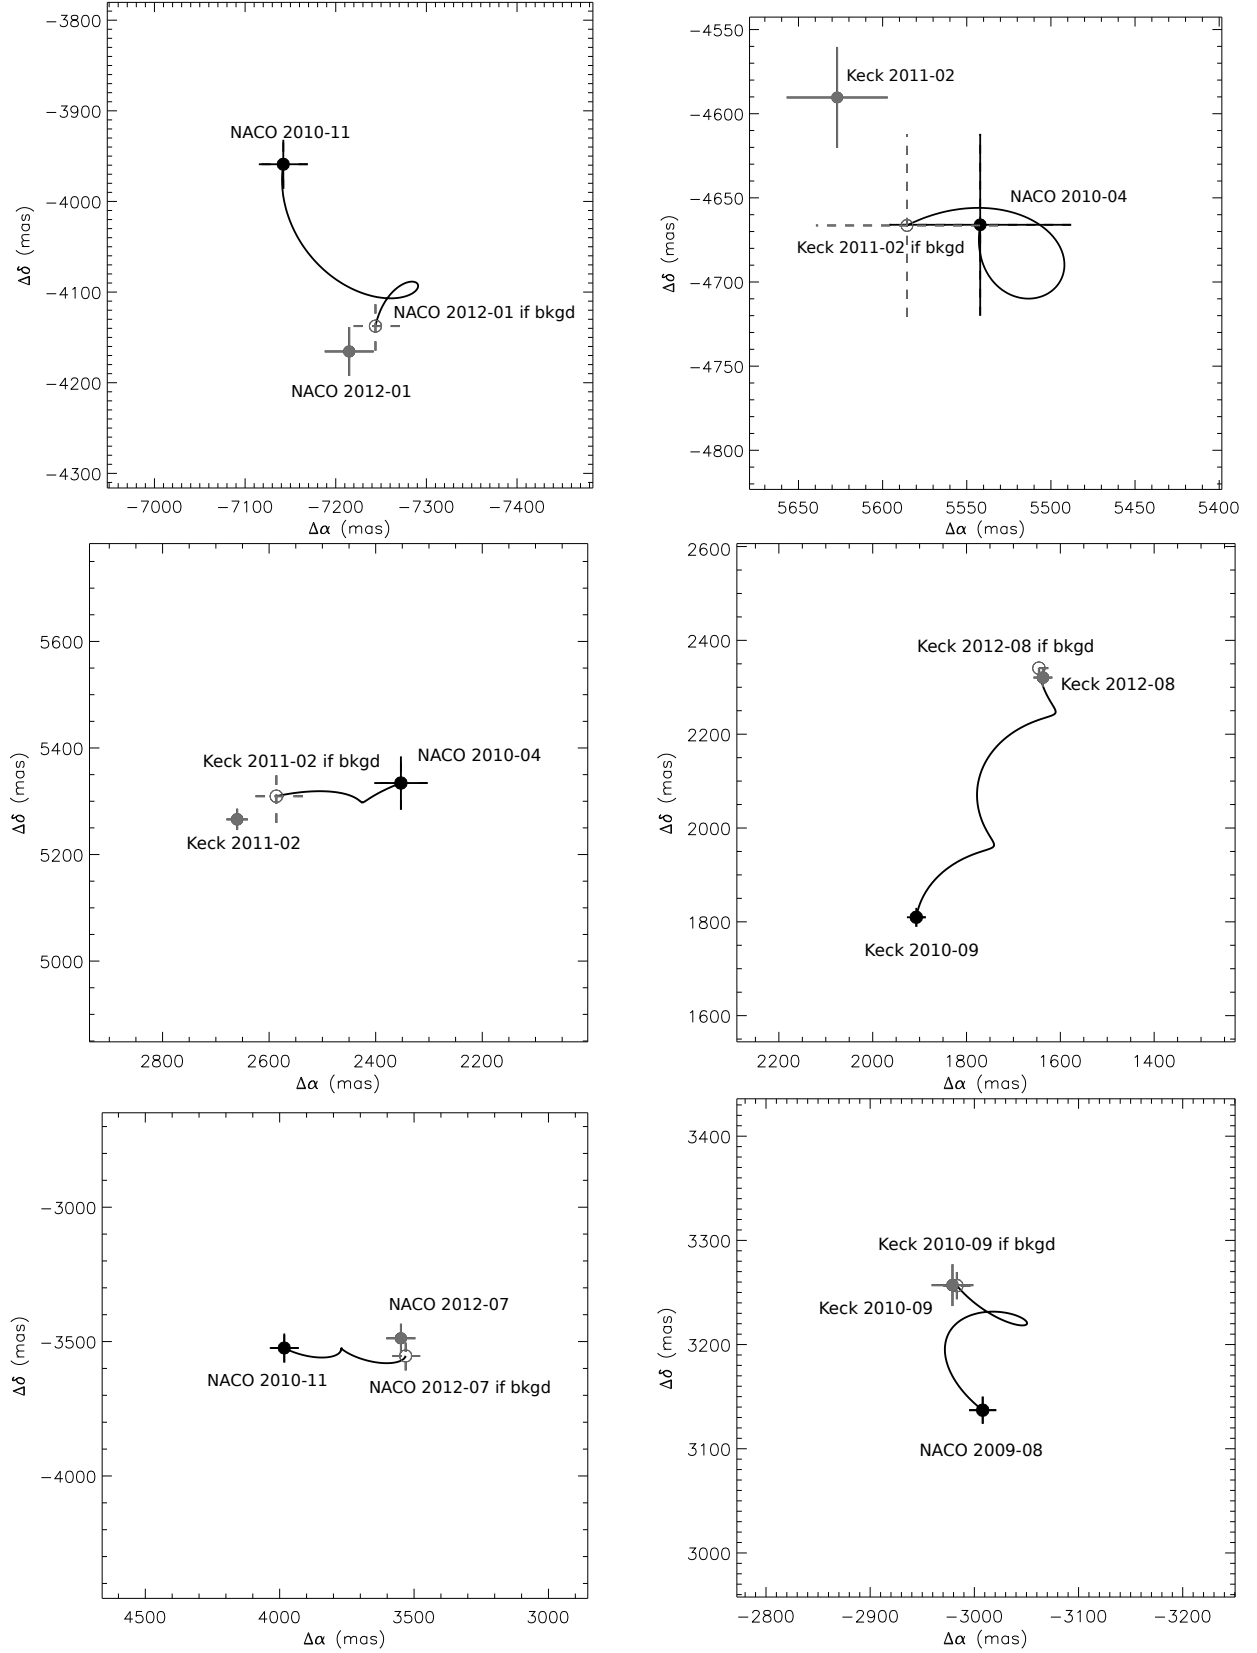 −3800
−3900
−4000
−4100
−4200
−4300
Δδ (mas)
NACO 2010-11
NACO 2012-01 if bkgd
NACO 2012-01
−7000 −7100 −7200 −7300 −7400
Δα (mas)
−4550
−4600
−4650
−4700
−4750
−4800
Δδ (mas)
Keck 2011-02
NACO 2010-04
Keck 2011-02 if bkgd
5650 5600 5550 5500 5450 5400
Δα (mas)
5600
5400
5200
5000
Δδ (mas)
Keck 2011-02 if bkgd
NACO 2010-04
Keck 2011-02
2800 2600 2400 2200
Δα (mas)
2600
2400
2200
2000
1800
1600
Δδ (mas)
Keck 2012-08 if bkgd
Keck 2012-08
Keck 2010-09
2200 2000 1800 1600 1400
Δα (mas)
−3000
−3500
−4000
Δδ (mas)
NACO 2012-07
NACO 2010-11
NACO 2012-07 if bkgd
4500 4000 3500 3000
Δα (mas)
3400
3300
3200
3100
3000
Δδ (mas)
Keck 2010-09 if bkgd
Keck 2010-09
NACO 2009-08
−2800 −2900 −3000 −3100 −3200
Δα (mas)